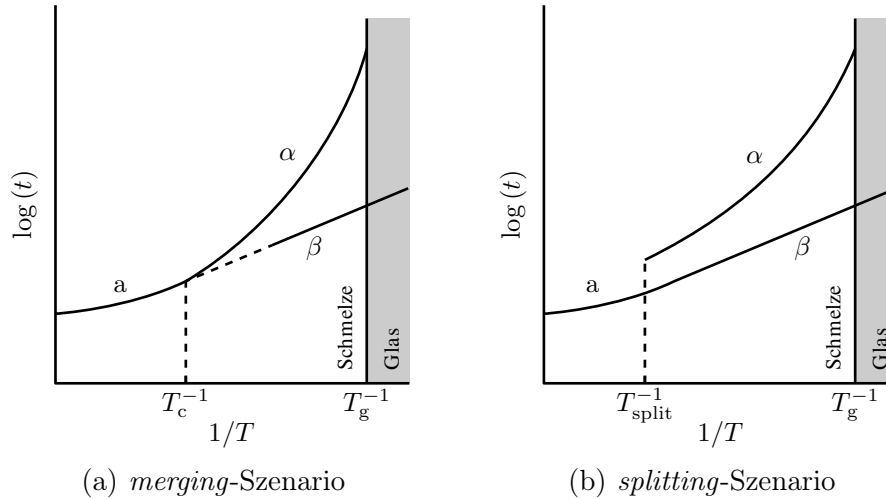 log (t)
α
β
a
Schmelze
Glas
T_c^{-1}
T_g^{-1}
1/T
(a) merging-Szenario
log (t)
α
β
a
Schmelze
Glas
T_split^{-1}
T_g^{-1}
1/T
(b) splitting-Szenario